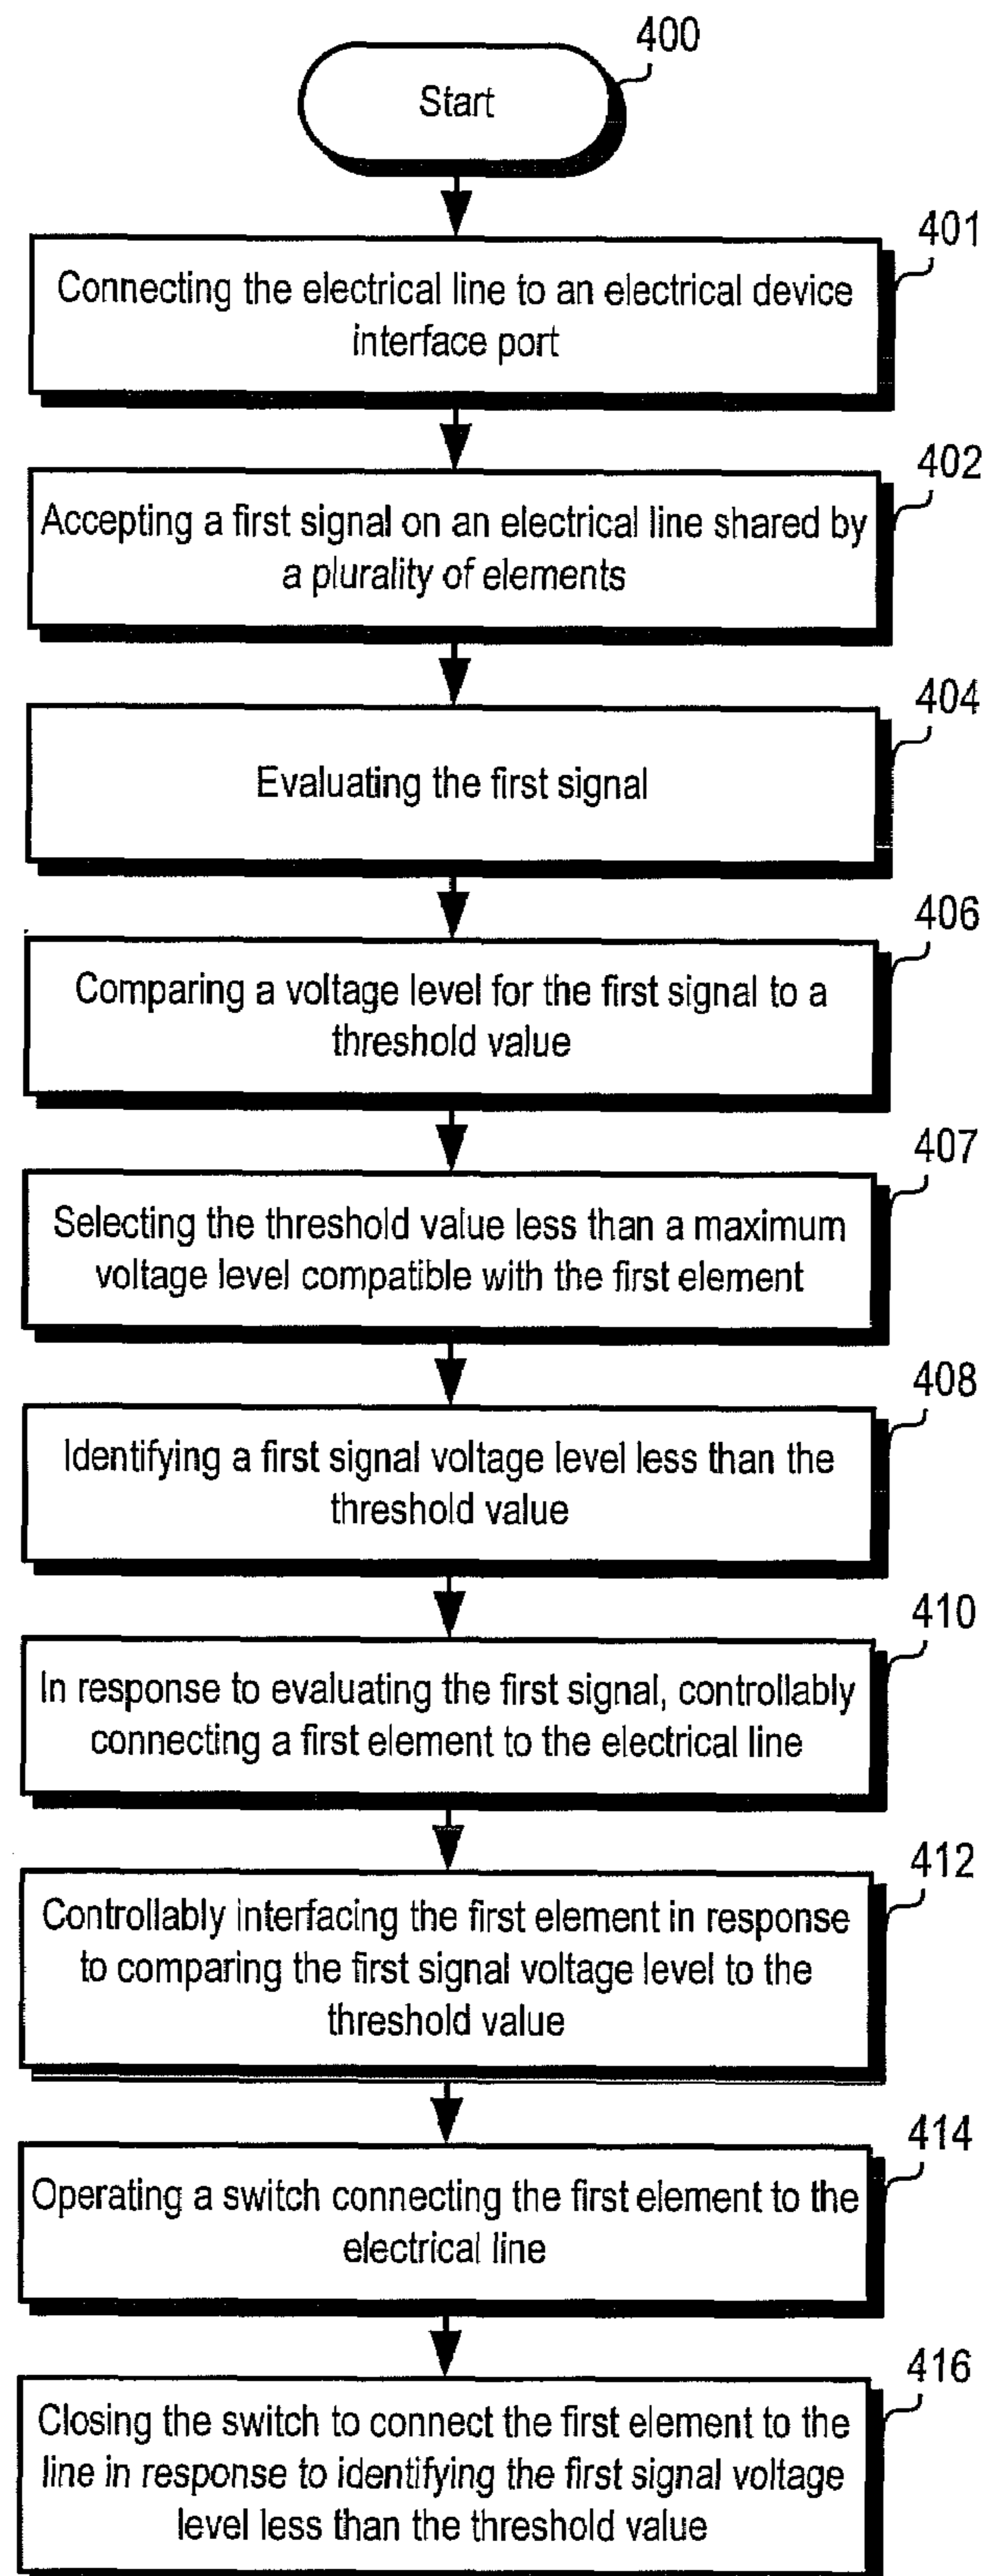 400
Start
401
Connecting the electrical line to an electrical device
interface port
402
Accepting a first signal on an electrical line shared by
a plurality of elements
404
Evaluating the first signal
406
Comparing a voltage level for the first signal to a
threshold value
407
Selecting the threshold value less than a maximum
voltage level compatible with the first element
408
Identifying a first signal voltage level less than the
threshold value
410
In response to evaluating the first signal, controllably
connecting a first element to the electrical line
412
Controllably interfacing the first element in response
to comparing the first signal voltage level to the
threshold value
414
Operating a switch connecting the first element to the
electrical line
416
Closing the switch to connect the first element to the
line in response to identifying the first signal voltage
level less than the threshold value